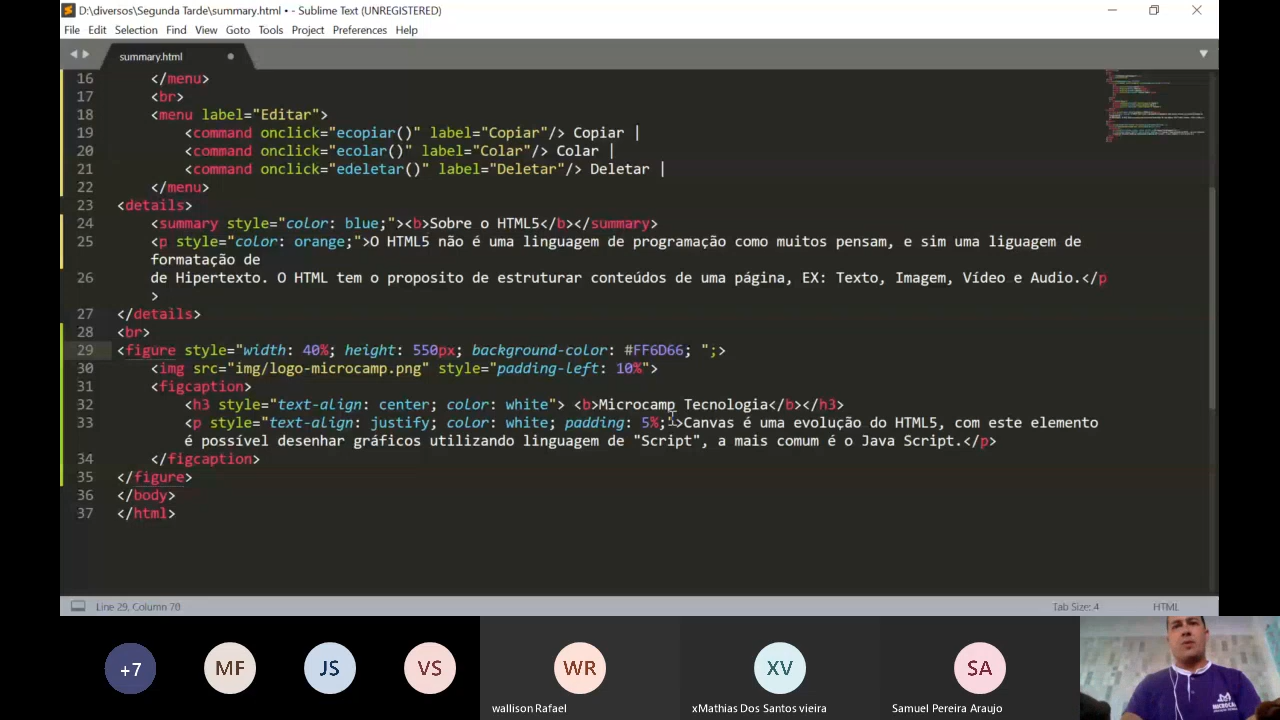 D:\diversos\Segunda Tarde\summary.html • - Sublime Text (UNREGISTERED)
File Edit Selection Find View Goto Tools Project Preferences Help
summary.html
16 </menu>
17 <br>
18 <menu label="Editar">
19 <command onclick="ecopiar()" label="Copiar"/> Copiar |
20 <command onclick="ecolar()" label="Colar"/> Colar |
21 <command onclick="edeletar()" label="Deletar"/> Deletar |
22 </menu>
23 <details>
24 <summary style="color: blue;"><b>Sobre o HTML5</b></summary>
25 <p style="color: orange;">O HTML5 não é uma linguagem de programação como muitos pensam, e sim uma liguagem de
formatação de
26 de Hipertexto. O HTML tem o proposito de estruturar conteúdos de uma página, EX: Texto, Imagem, Vídeo e Audio.</p
>
27 </details>
28 <br>
29 <figure style="width: 40%; height: 550px; background-color: #FF6D66; ";>
30 <img src="img/logo-microcamp.png" style="padding-left: 10%">
31 <figcaption>
32 <h3 style="text-align: center; color: white"> <b>Microcamp Tecnologia</b></h3>
33 <p style="text-align: justify; color: white; padding: 5%;">Canvas é uma evolução do HTML5, com este elemento
é possível desenhar gráficos utilizando linguagem de "Script", a mais comum é o Java Script.</p>
34 </figcaption>
35 </figure>
36 </body>
37 </html>
Line 29, Column 70 Tab Size: 4 HTML
+7 MF JS VS WR XV SA
wallison Rafael xMathias Dos Santos vieira Samuel Pereira Araujo